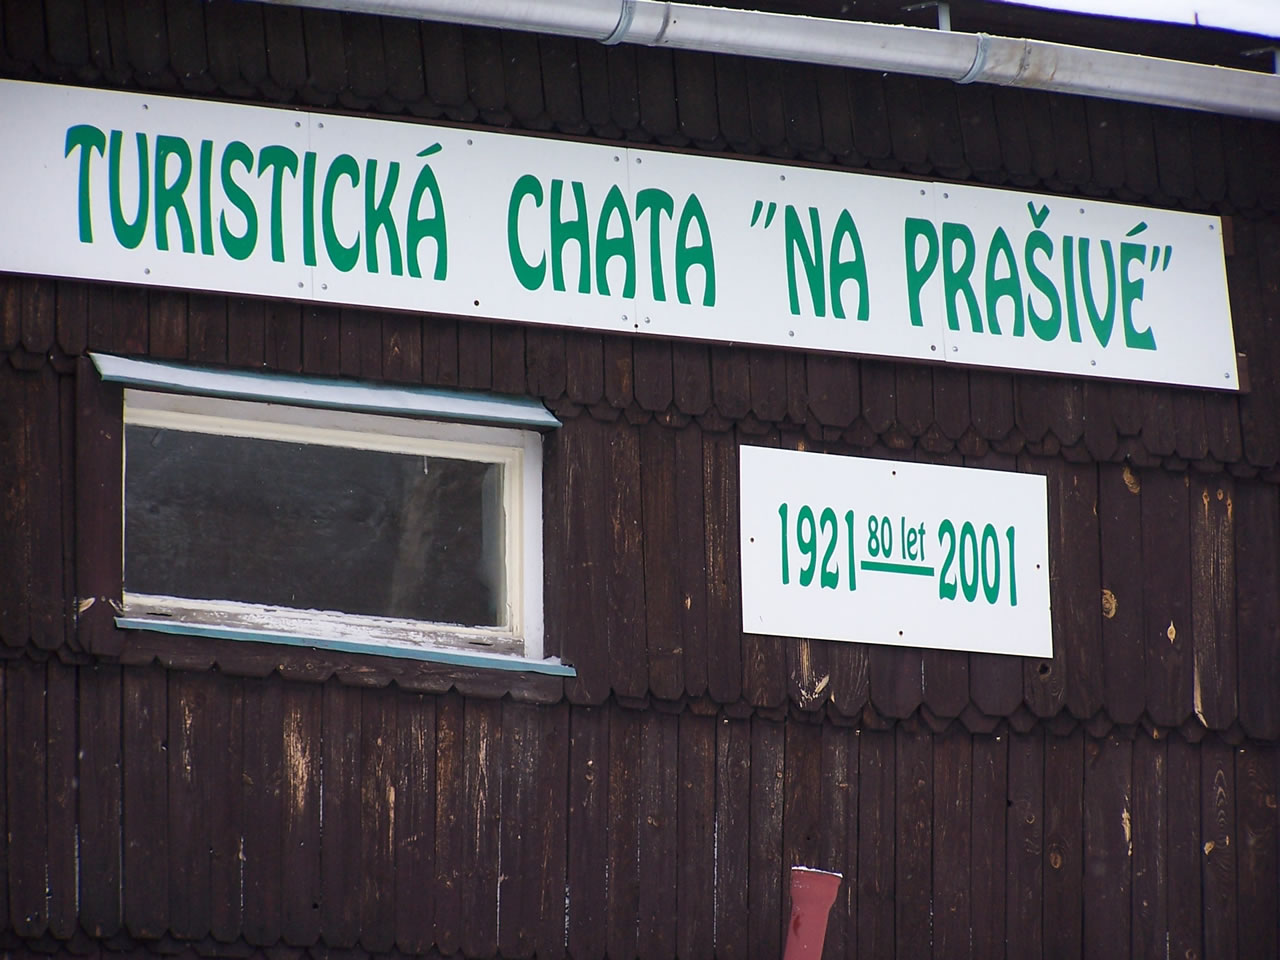 TURISTICKÁ CHATA "NA PRAŠIVÉ"
1921 80 let 2001